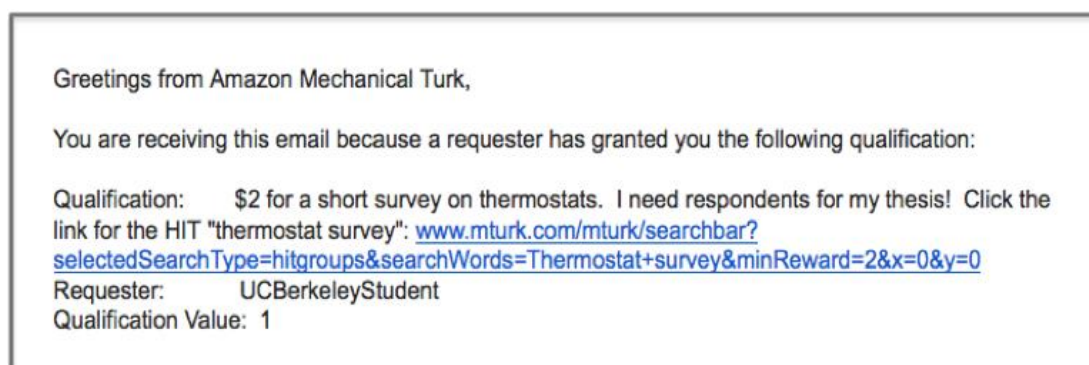 Greetings from Amazon Mechanical Turk,
You are receiving this email because a requester has granted you the following qualification:
Qualification: $2 for a short survey on thermostats. I need respondents for my thesis! Click the
link for the HIT "thermostat survey": www.mturk.com/mturk/searchbar?
selectedSearchType=hitgroups&searchWords=Thermostat+survey&minReward=2&x=0&y=0
Requester: UCBerkeleyStudent
Qualification Value: 1